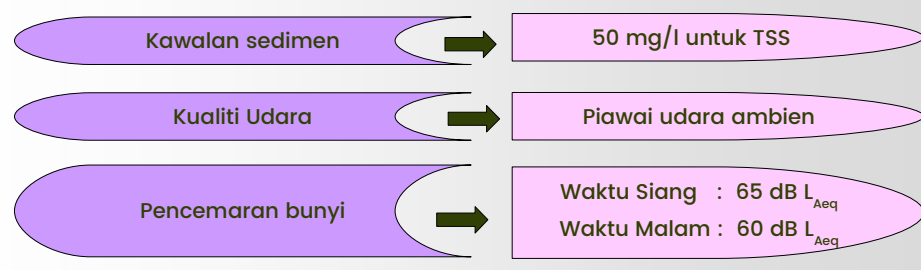 Kawalan sedimen
50 mg/l untuk TSS
Kualiti Udara
Piawai udara ambien
Pencemaran bunyi
Waktu Siang : 65 dB LAeq
Waktu Malam : 60 dB LAeq